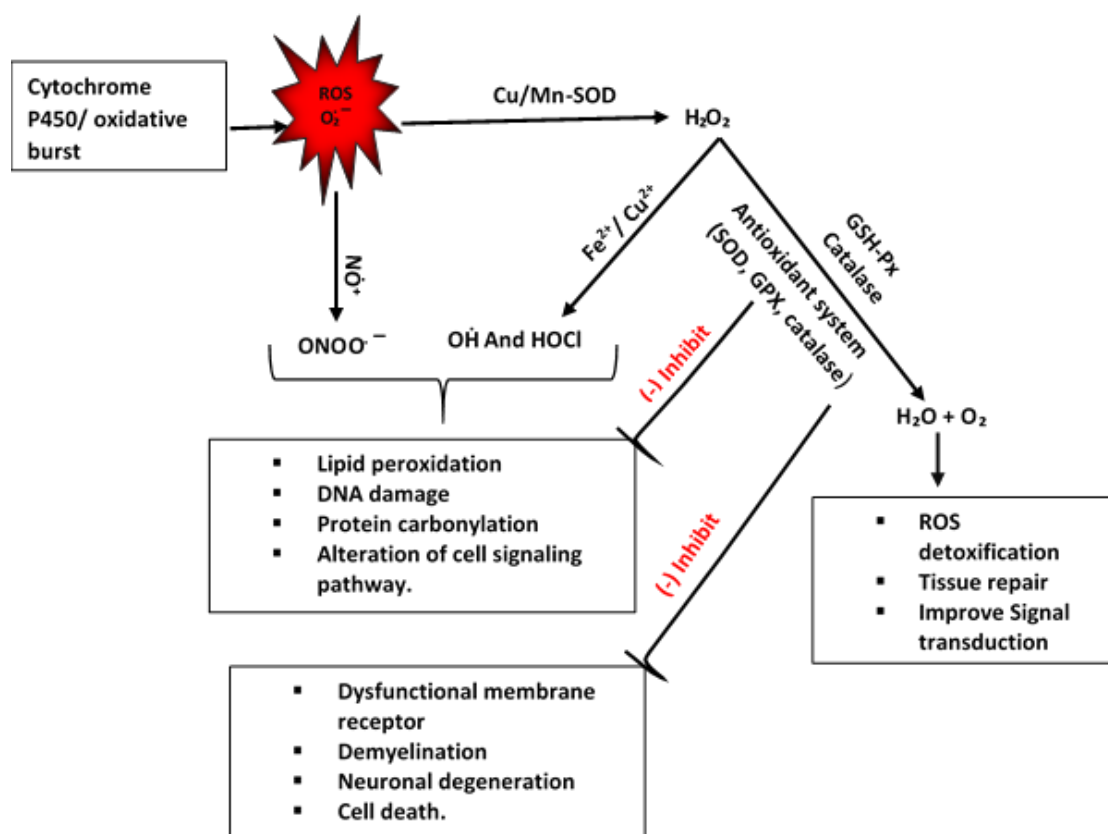 Cytochrome
P450/ oxidative
burst
ROS
O₂˙⁻
Cu/Mn-SOD
H₂O₂
NȮ⁺
Fe²⁺/ Cu²⁺
Antioxidant system
(SOD, GPX, catalase)
GSH-Px
Catalase
ONOO˙⁻
OḢ And HOCl
(-) Inhibit
H₂O + O₂
▪ Lipid peroxidation
▪ DNA damage
▪ Protein carbonylation
▪ Alteration of cell signaling
pathway.
(-) Inhibit
▪ ROS
detoxification
▪ Tissue repair
▪ Improve Signal
transduction
▪ Dysfunctional membrane
receptor
▪ Demyelination
▪ Neuronal degeneration
▪ Cell death.